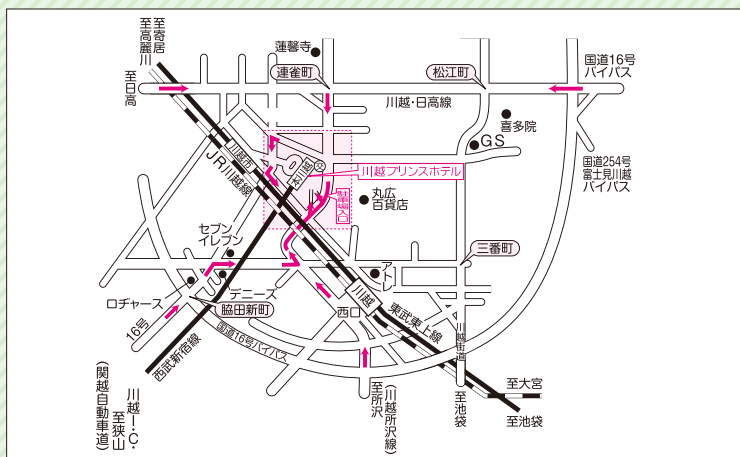 至寄居
至高麗川
蓮馨寺
連雀町
松江町
国道16号
バイパス
至日高
川越・日高線
喜多院
GS
国道254号
富士見川越
バイパス
川越市
JR川越線
本川越
川越プリンスホテル
駐車場入口
丸広
百貨店
セブン
イレブン
三番町
アトレ
ロヂャース
デニーズ
脇田新町
川越
西口
東武東上線
川越街道
16号
国道16号バイパス
西武新宿線
川越I.C.
至狭山
(関越自動車道)
至所沢
(川越所沢線)
至池袋
至大宮
至池袋